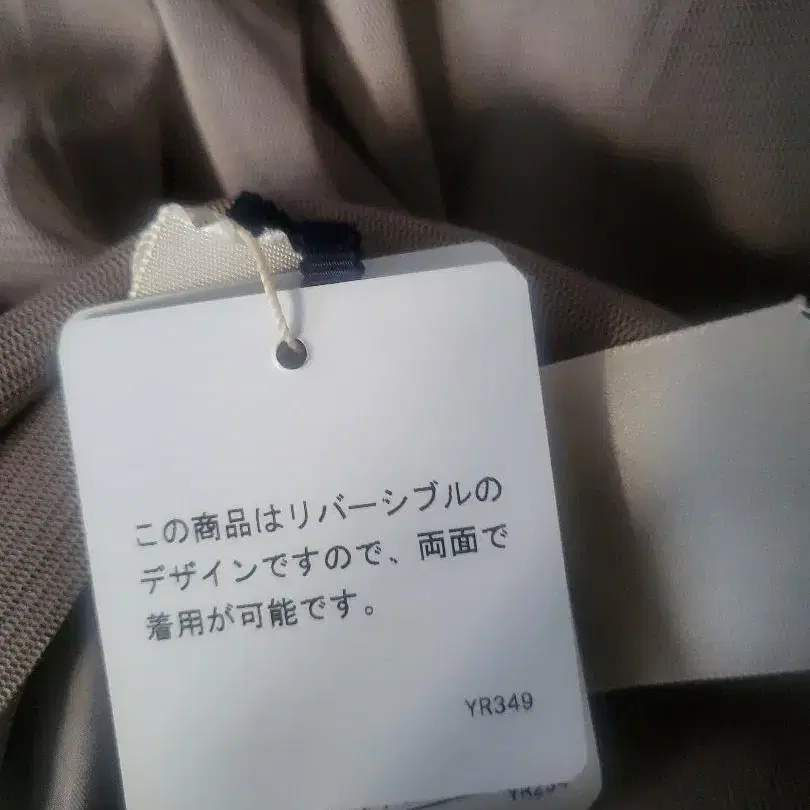 この商品はリバーシブルの
デザインですので、両面で
着用が可能です。
YR349